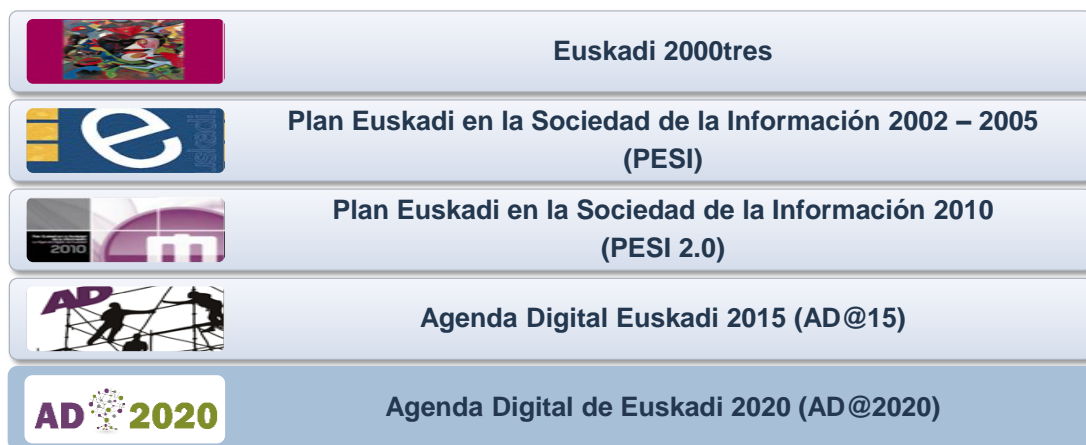 Euskadi 2000tres
e
uskadi
Plan Euskadi en la Sociedad de la Información 2002 – 2005
(PESI)
2010
Plan Euskadi en la Sociedad de la Información 2010
(PESI 2.0)
AD
Agenda Digital Euskadi 2015 (AD@15)
AD 2020
Agenda Digital de Euskadi 2020 (AD@2020)